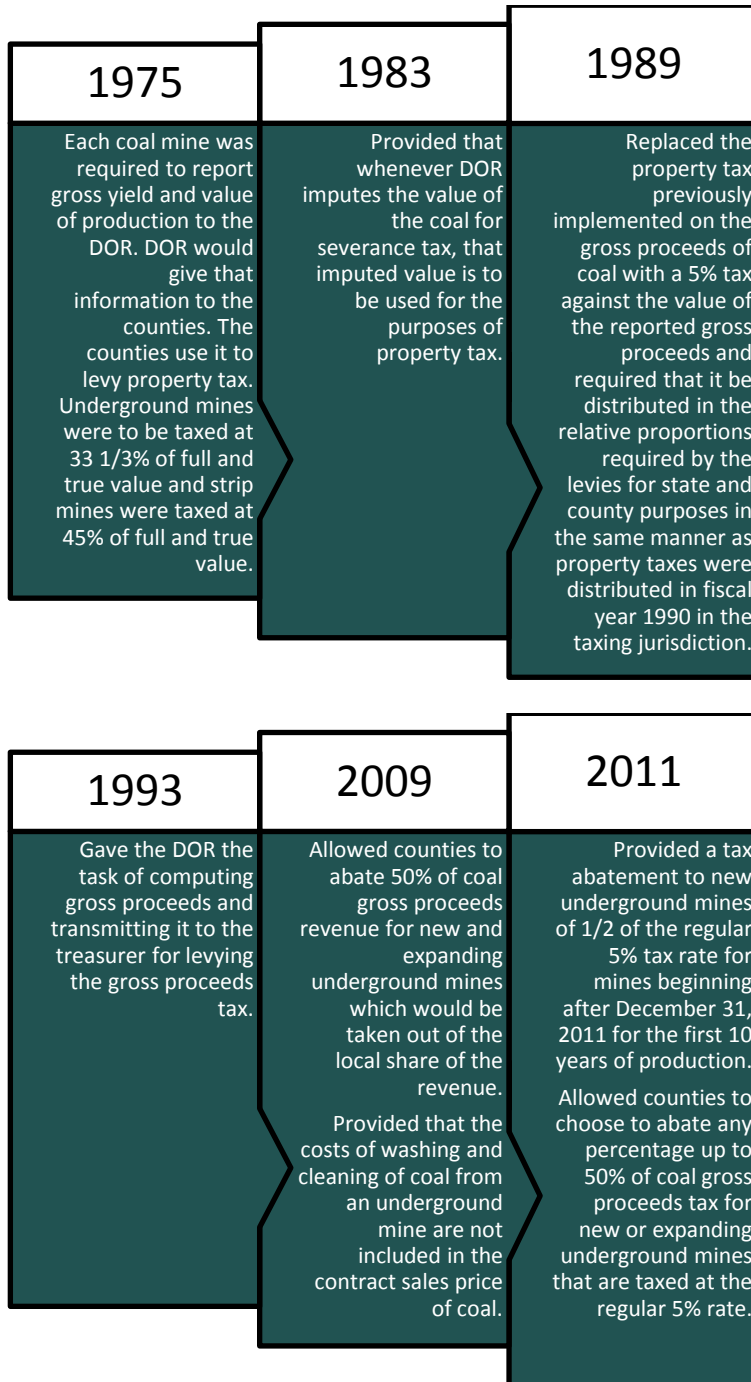 1975
Each coal mine was
required to report
gross yield and value
of production to the
DOR. DOR would
give that
information to the
counties. The
counties use it to
levy property tax.
Underground mines
were to be taxed at
33 1/3% of full and
true value and strip
mines were taxed at
45% of full and true
value.
1983
Provided that
whenever DOR
imputes the value of
the coal for
severance tax, that
imputed value is to
be used for the
purposes of
property tax.
1989
Replaced the
property tax
previously
implemented on the
gross proceeds of
coal with a 5% tax
against the value of
the reported gross
proceeds and
required that it be
distributed in the
relative proportions
required by the
levies for state and
county purposes in
the same manner as
property taxes were
distributed in fiscal
year 1990 in the
taxing jurisdiction.
1993
Gave the DOR the
task of computing
gross proceeds and
transmitting it to the
treasurer for levying
the gross proceeds
tax.
2009
Allowed counties to
abate 50% of coal
gross proceeds
revenue for new and
expanding
underground mines
which would be
taken out of the
local share of the
revenue.
Provided that the
costs of washing and
cleaning of coal from
an underground
mine are not
included in the
contract sales price
of coal.
2011
Provided a tax
abatement to new
underground mines
of 1/2 of the regular
5% tax rate for
mines beginning
after December 31,
2011 for the first 10
years of production.
Allowed counties to
choose to abate any
percentage up to
50% of coal gross
proceeds tax for
new or expanding
underground mines
that are taxed at the
regular 5% rate.